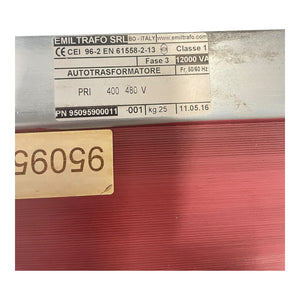 EMILTRAFO SRL BO - ITALY www.emiltrafo.com
CE CEI 96-2 EN 61558-2-13 Classe 1
Fase 3 12000 VA
AUTOTRASFORMATORE Fr. 50/60 Hz
PRI 400 480 V
PN 95095900011 -001 kg 25 11.05.16
95095